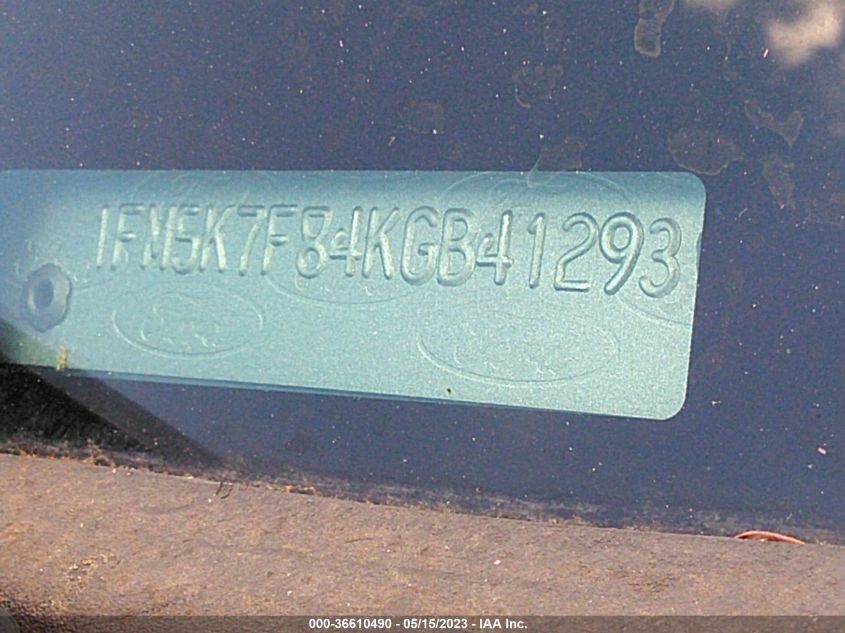 1FM5K7F84KGB41293
000-36610490 - 05/15/2023 - IAA Inc.